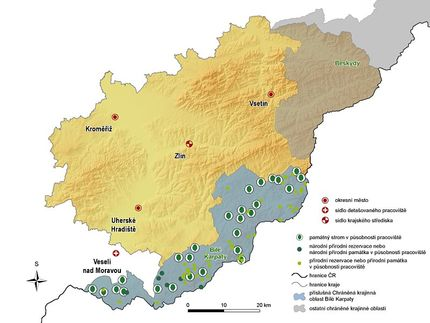 Beskydy
Vsetín
Kroměříž
Zlín
Uherské
Hradiště
Bílé
Karpaty
Veselí
nad Moravou
S
0
10
20 km
okresní město
sídlo detašovaného pracoviště
sídlo krajského střediska
památný strom v působnosti pracoviště
národní přírodní rezervace nebo
národní přírodní památka
v působnosti pracoviště
přírodní rezervace nebo přírodní památka
v působnosti pracoviště
hranice ČR
hranice kraje
příslušná Chráněná krajinná
oblast Bílé Karpaty
ostatní chráněné krajinné oblasti